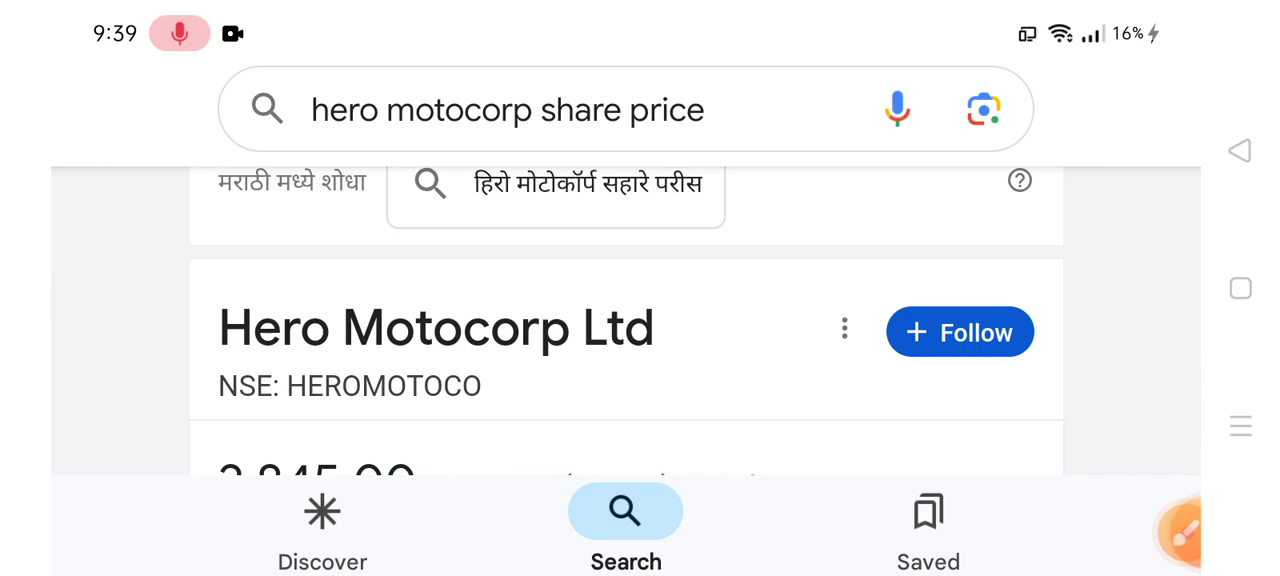 9:39
16%
hero motocorp share price
मराठी मध्ये शोधा
हिरो मोटोकॉर्प सहारे परीस
Hero Motocorp Ltd
+ Follow
NSE: HEROMOTOCO
Discover
Search
Saved